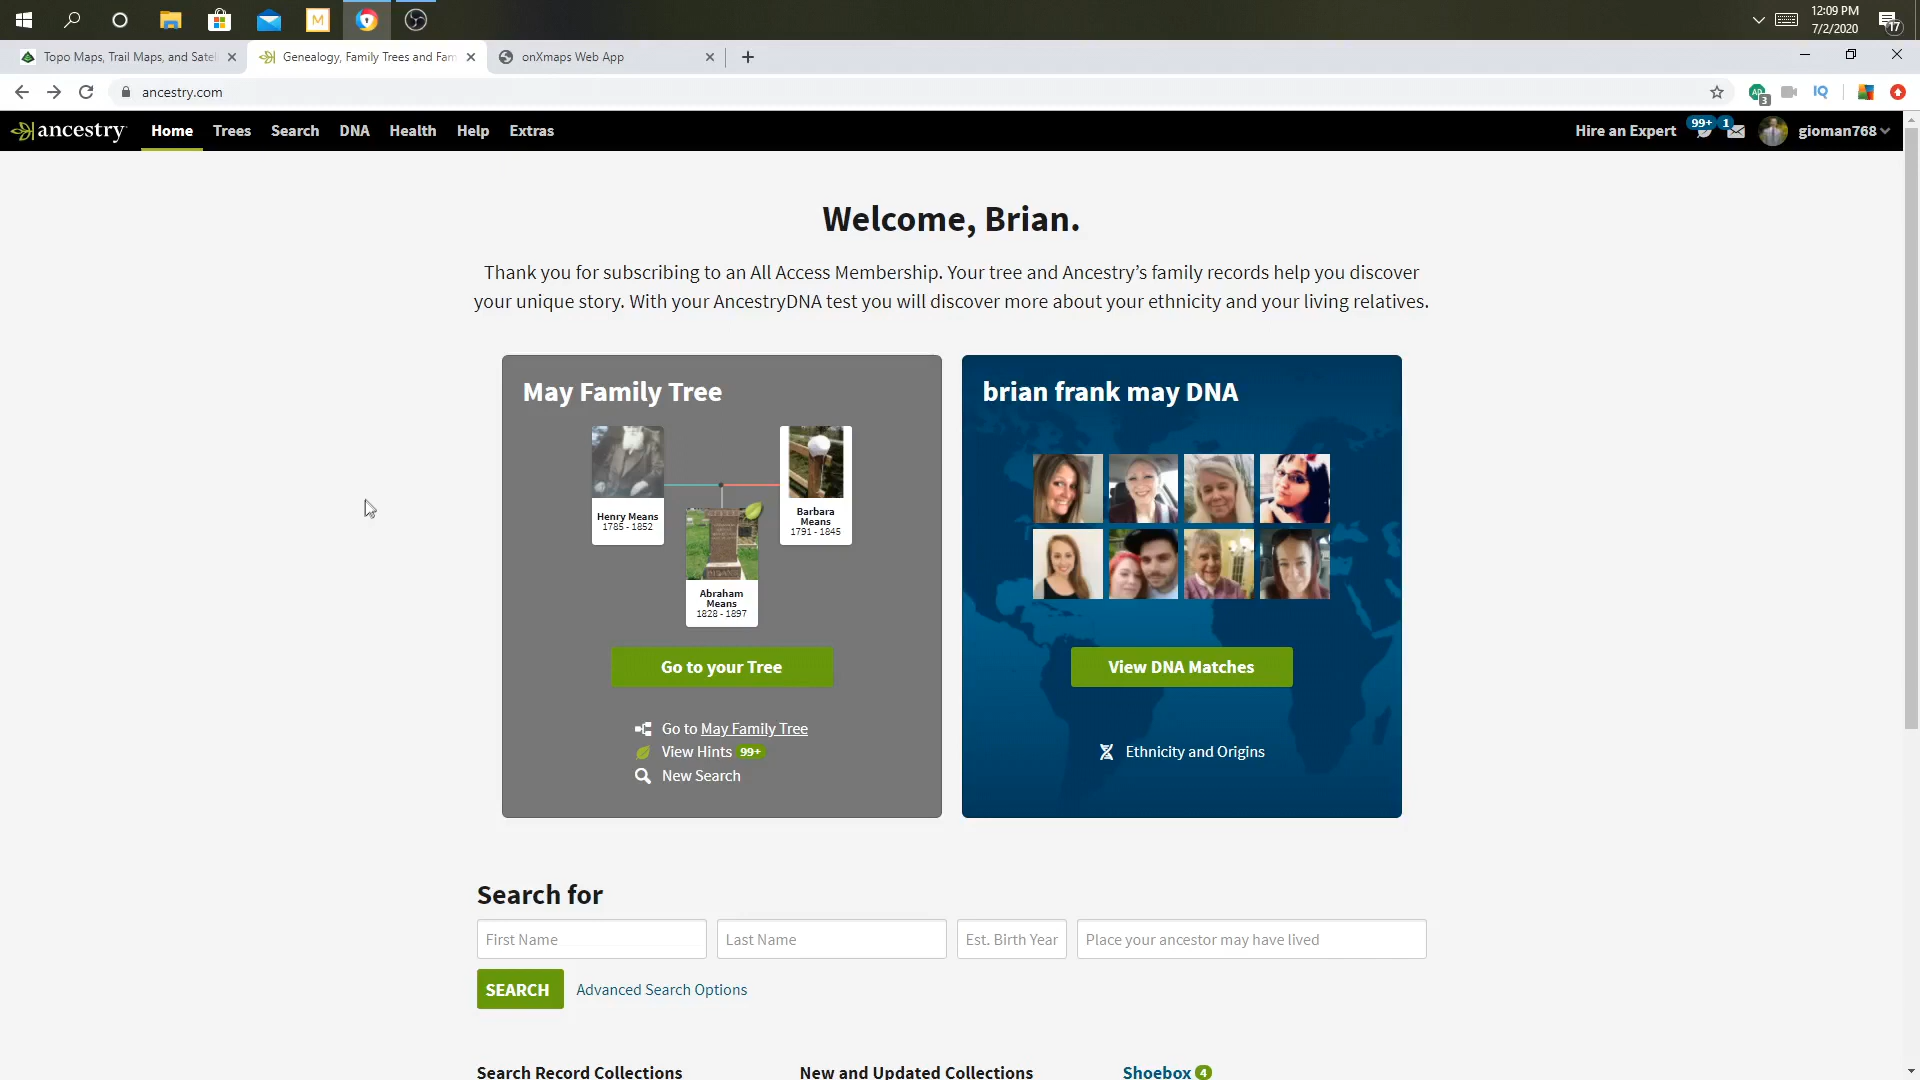 12:09 PM
7/2/2020
17
M
Topo Maps, Trail Maps, and Satel
Genealogy, Family Trees and Fam
onXmaps Web App
ancestry.com
3
IQ
ancestry
Home
Trees
Search
DNA
Health
Help
Extras
Hire an Expert
99+
1
gioman768
Welcome, Brian.
Thank you for subscribing to an All Access Membership. Your tree and Ancestry’s family records help you discover
your unique story. With your AncestryDNA test you will discover more about your ethnicity and your living relatives.
May Family Tree
Henry Means
1785 - 1852
Barbara
Means
1791 - 1845
Abraham
Means
1828 - 1897
Go to your Tree
Go to May Family Tree
View Hints 99+
New Search
brian frank may DNA
View DNA Matches
Ethnicity and Origins
Search for
First Name
Last Name
Est. Birth Year
Place your ancestor may have lived
SEARCH
Advanced Search Options
Search Record Collections
New and Updated Collections
Shoebox 4